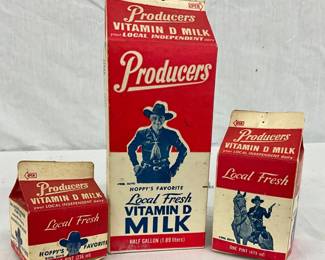 OPEN
Producers
VITAMIN D MILK
your LOCAL INDEPENDENT dairy
Producers
HOPPY'S FAVORITE
Local Fresh
VITAMIN D
MILK
HALF GALLON (1.89 liters)
Producers
VITAMIN D MILK
your LOCAL INDEPENDENT dairy
Local Fresh
HOPPY'S FAVORITE
Producers
VITAMIN D MILK
your LOCAL INDEPENDENT dairy
Local Fresh
ONE PINT (473 ml)